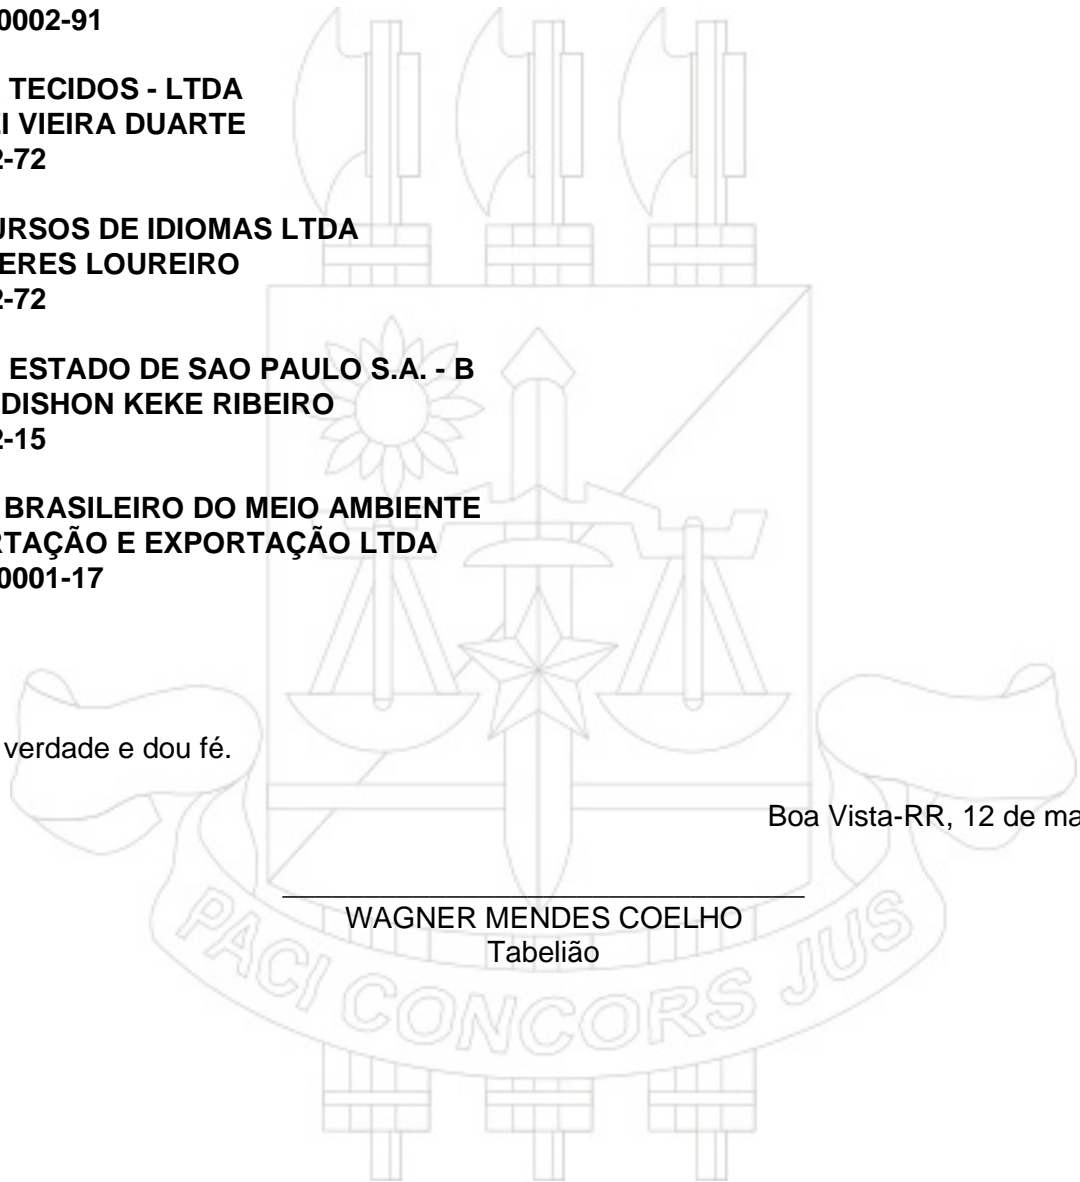 0002-91
TECIDOS - LTDA
EI VIEIRA DUARTE
2-72
URSOS DE IDIOMAS LTDA
ERES LOUREIRO
2-72
ESTADO DE SAO PAULO S.A. - B
DISHON KEKE RIBEIRO
2-15
BRASILEIRO DO MEIO AMBIENTE
RTAÇÃO E EXPORTAÇÃO LTDA
0001-17
verdade e dou fé.
Boa Vista-RR, 12 de ma
WAGNER MENDES COELHO
Tabelião
PACI CONCORS JUS